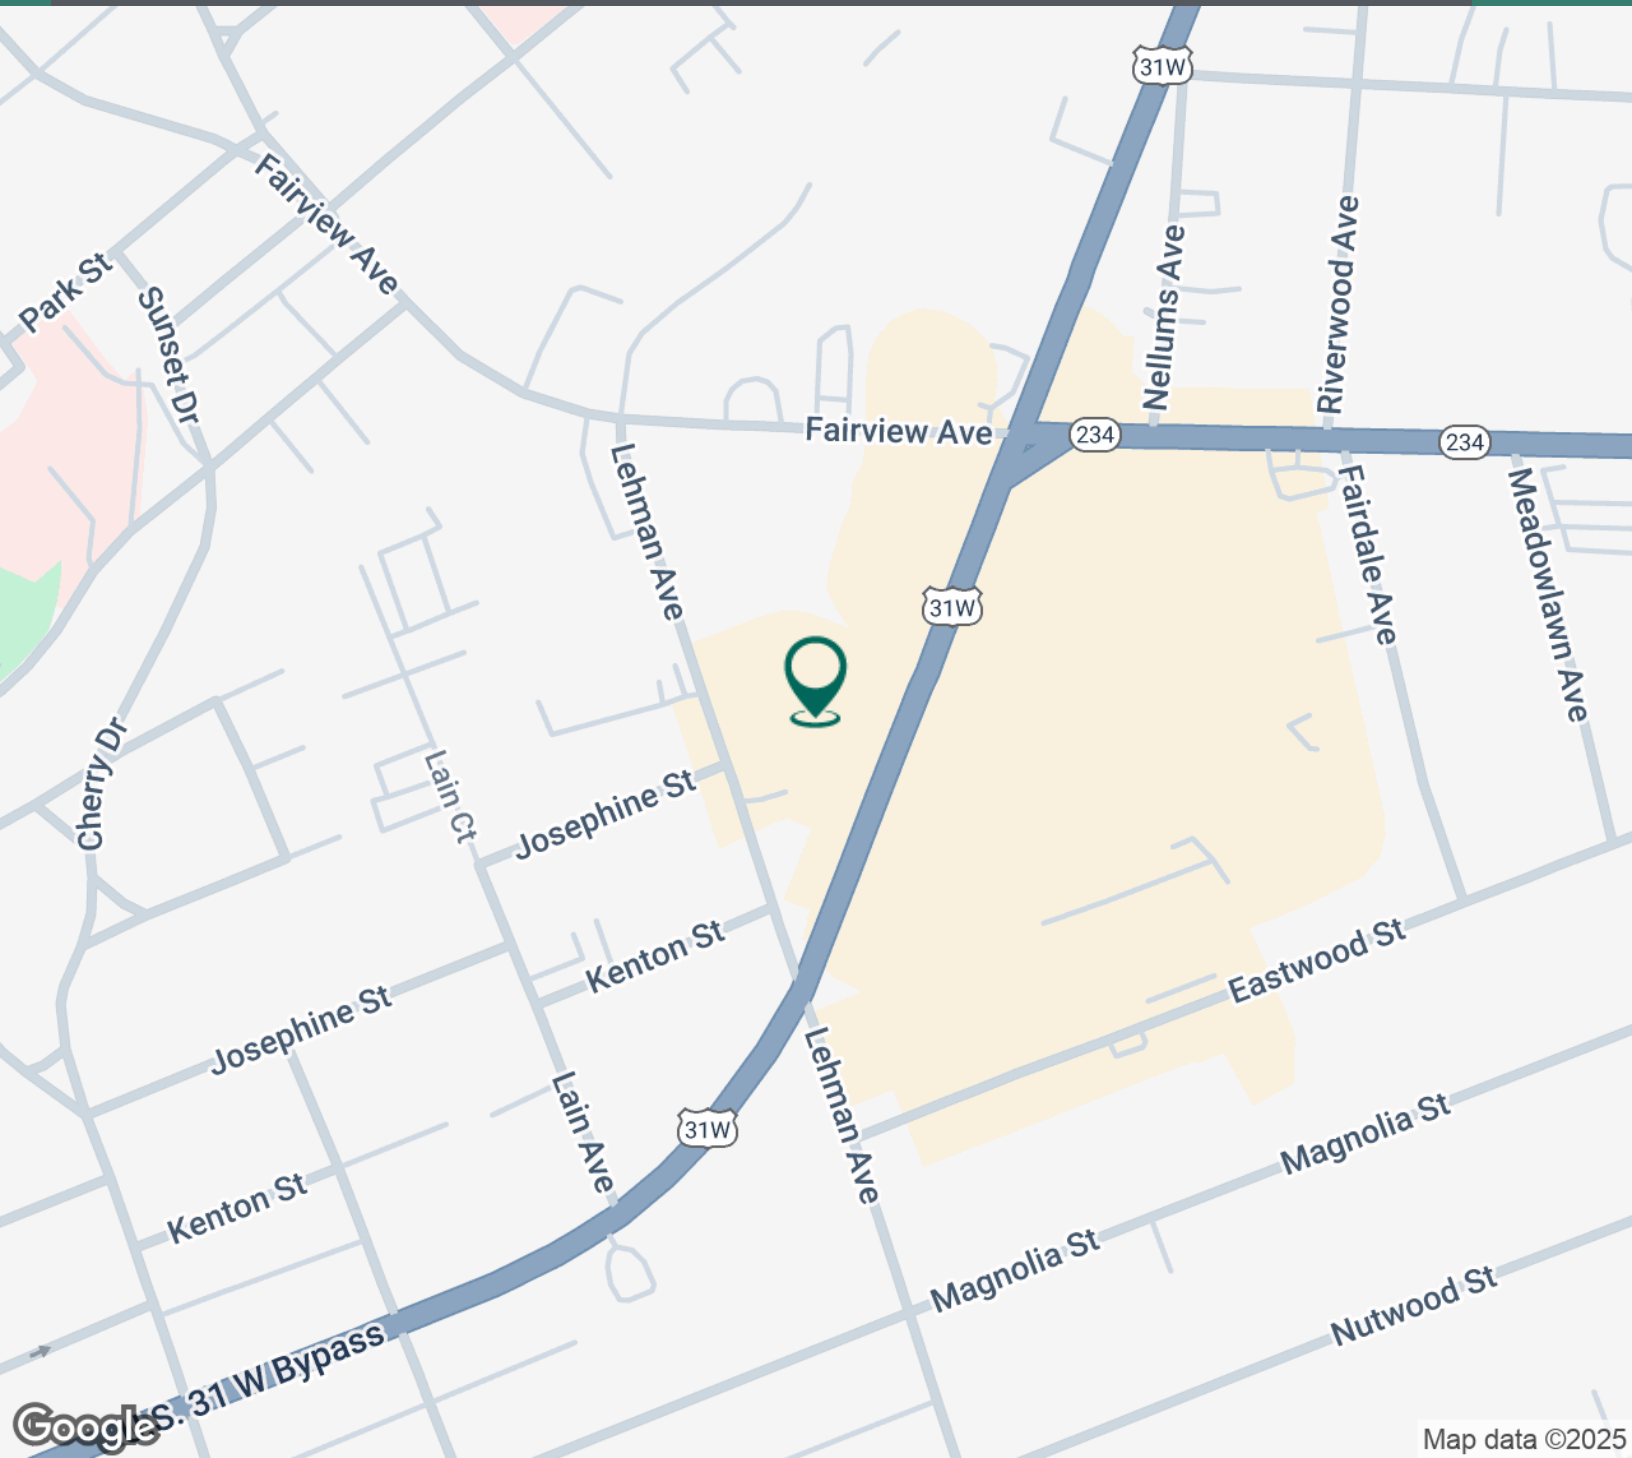 31W
Fairview Ave
Park St
Sunset Dr
Nellums Ave
Riverwood Ave
Fairview Ave
234
234
Lehman Ave
Fairdale Ave
Meadowlawn Ave
31W
Cherry Dr
Lain Ct
Josephine St
Kenton St
Eastwood St
Josephine St
Lehman Ave
Lain Ave
31W
Magnolia St
Kenton St
Magnolia St
Nutwood St
U.S. 31 W Bypass
Google
Map data ©2025